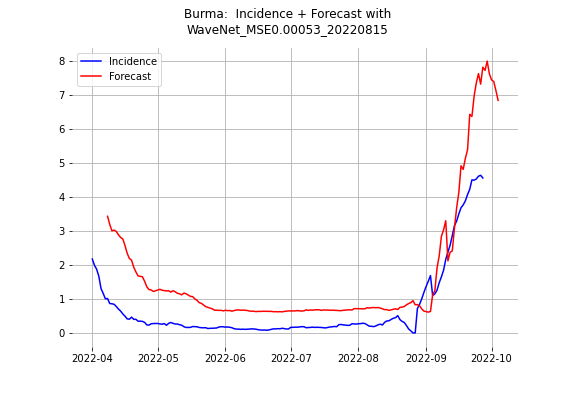 Burma:  Incidence + Forecast with
WaveNet_MSE0.00053_20220815
Incidence
Forecast
8
7
6
5
4
3
2
1
0
2022-04 2022-05 2022-06 2022-07 2022-08 2022-09 2022-10